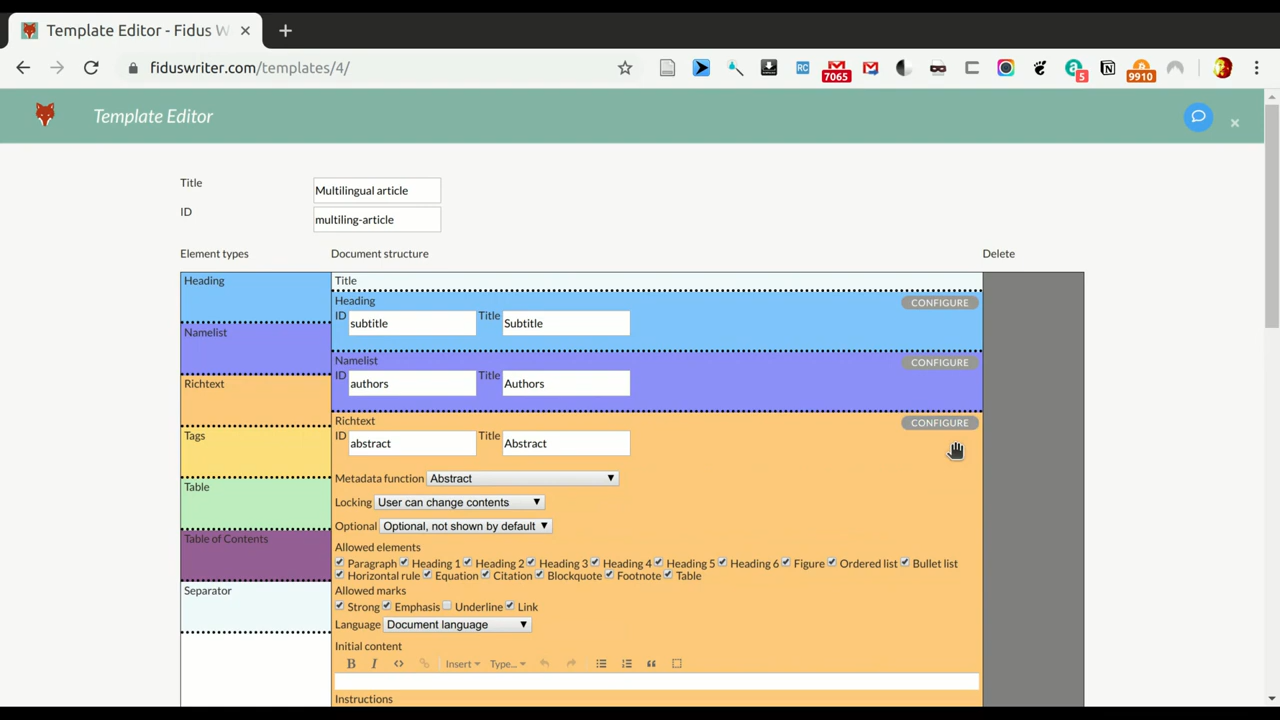 Template Editor - Fidus W
fiduswriter.com/templates/4/
RC
7065
5
9910
Template Editor
Title
Multilingual article
ID
multiling-article
Element types
Document structure
Delete
Heading
Namelist
Richtext
Tags
Table
Table of Contents
Separator
Title
Heading
CONFIGURE
ID subtitle Title Subtitle
Namelist
CONFIGURE
ID authors Title Authors
Richtext
CONFIGURE
ID abstract Title Abstract
Metadata function Abstract
Locking User can change contents
Optional Optional, not shown by default
Allowed elements
Paragraph Heading 1 Heading 2 Heading 3 Heading 4 Heading 5 Heading 6 Figure Ordered list Bullet list
Horizontal rule Equation Citation Blockquote Footnote Table
Allowed marks
Strong Emphasis Underline Link
Language Document language
Initial content
B I <> Insert Type...
Instructions